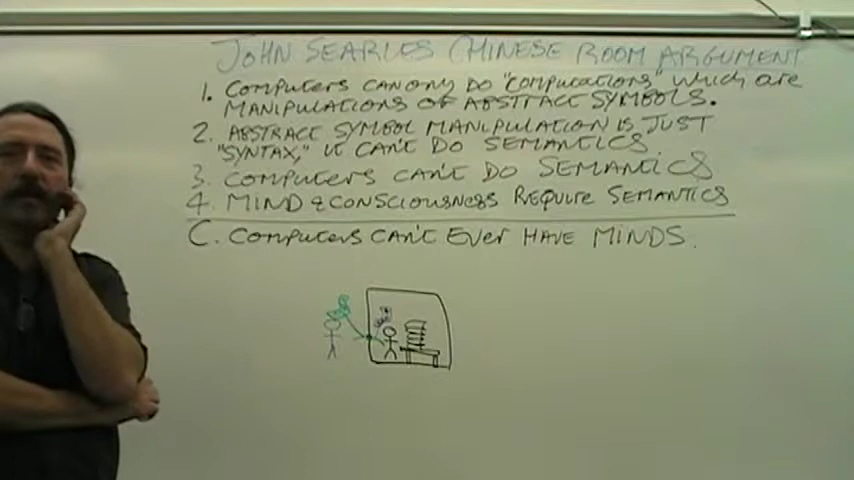 JOHN SEARLES CHINESE ROOM ARGUMENT
1. COMPUTERS CAN ONY DO "COMPUTATIONS" WHICH ARE
MANIPULATIONS OF ABSTRACT SYMBOLS.
2. ABSTRACT SYMBOL MANIPULATION IS JUST
"SYNTAX," IT CAN'T DO SEMANTICS.
3. COMPUTERS CAN'T DO SEMANTICS
4. MIND & CONSCIOUSNESS REQUIRE SEMANTICS
C. COMPUTERS CAN'T EVER HAVE MINDS.